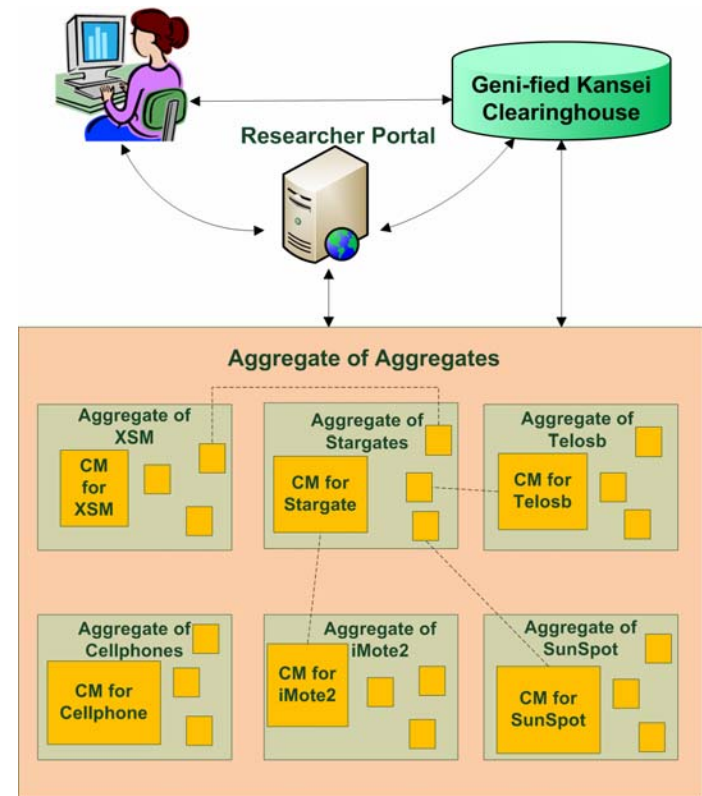 Geni-fied Kansei
Clearinghouse
Researcher Portal
Aggregate of Aggregates
Aggregate of
XSM
CM
for
XSM
Aggregate of
Stargates
CM for
Stargate
Aggregate of
Telosb
CM for
Telosb
Aggregate of
Cellphones
CM for
Cellphone
Aggregate of
iMote2
CM for
iMote2
Aggregate of
SunSpot
CM for
SunSpot